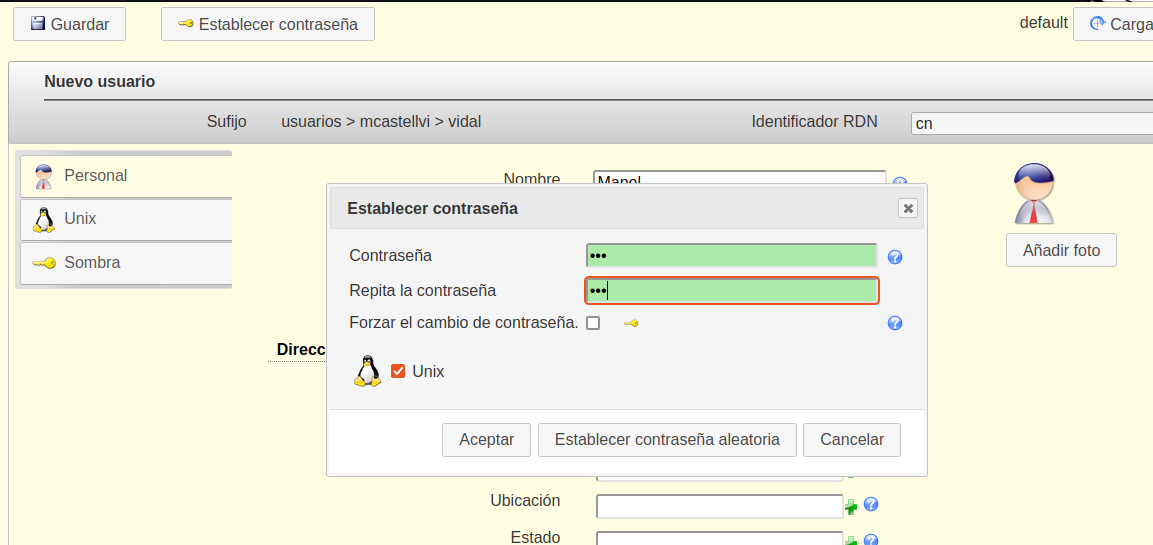 Guardar
Establecer contraseña
default
Carga
Nuevo usuario
Sufijo
usuarios > mcastellvi > vidal
Identificador RDN
cn
Personal
Unix
Sombra
Nombre
Manol
Añadir foto
Establecer contraseña
Contraseña
•••
Repita la contraseña
•••
Forzar el cambio de contraseña.
Unix
Direcc
Aceptar
Establecer contraseña aleatoria
Cancelar
Ubicación
Estado